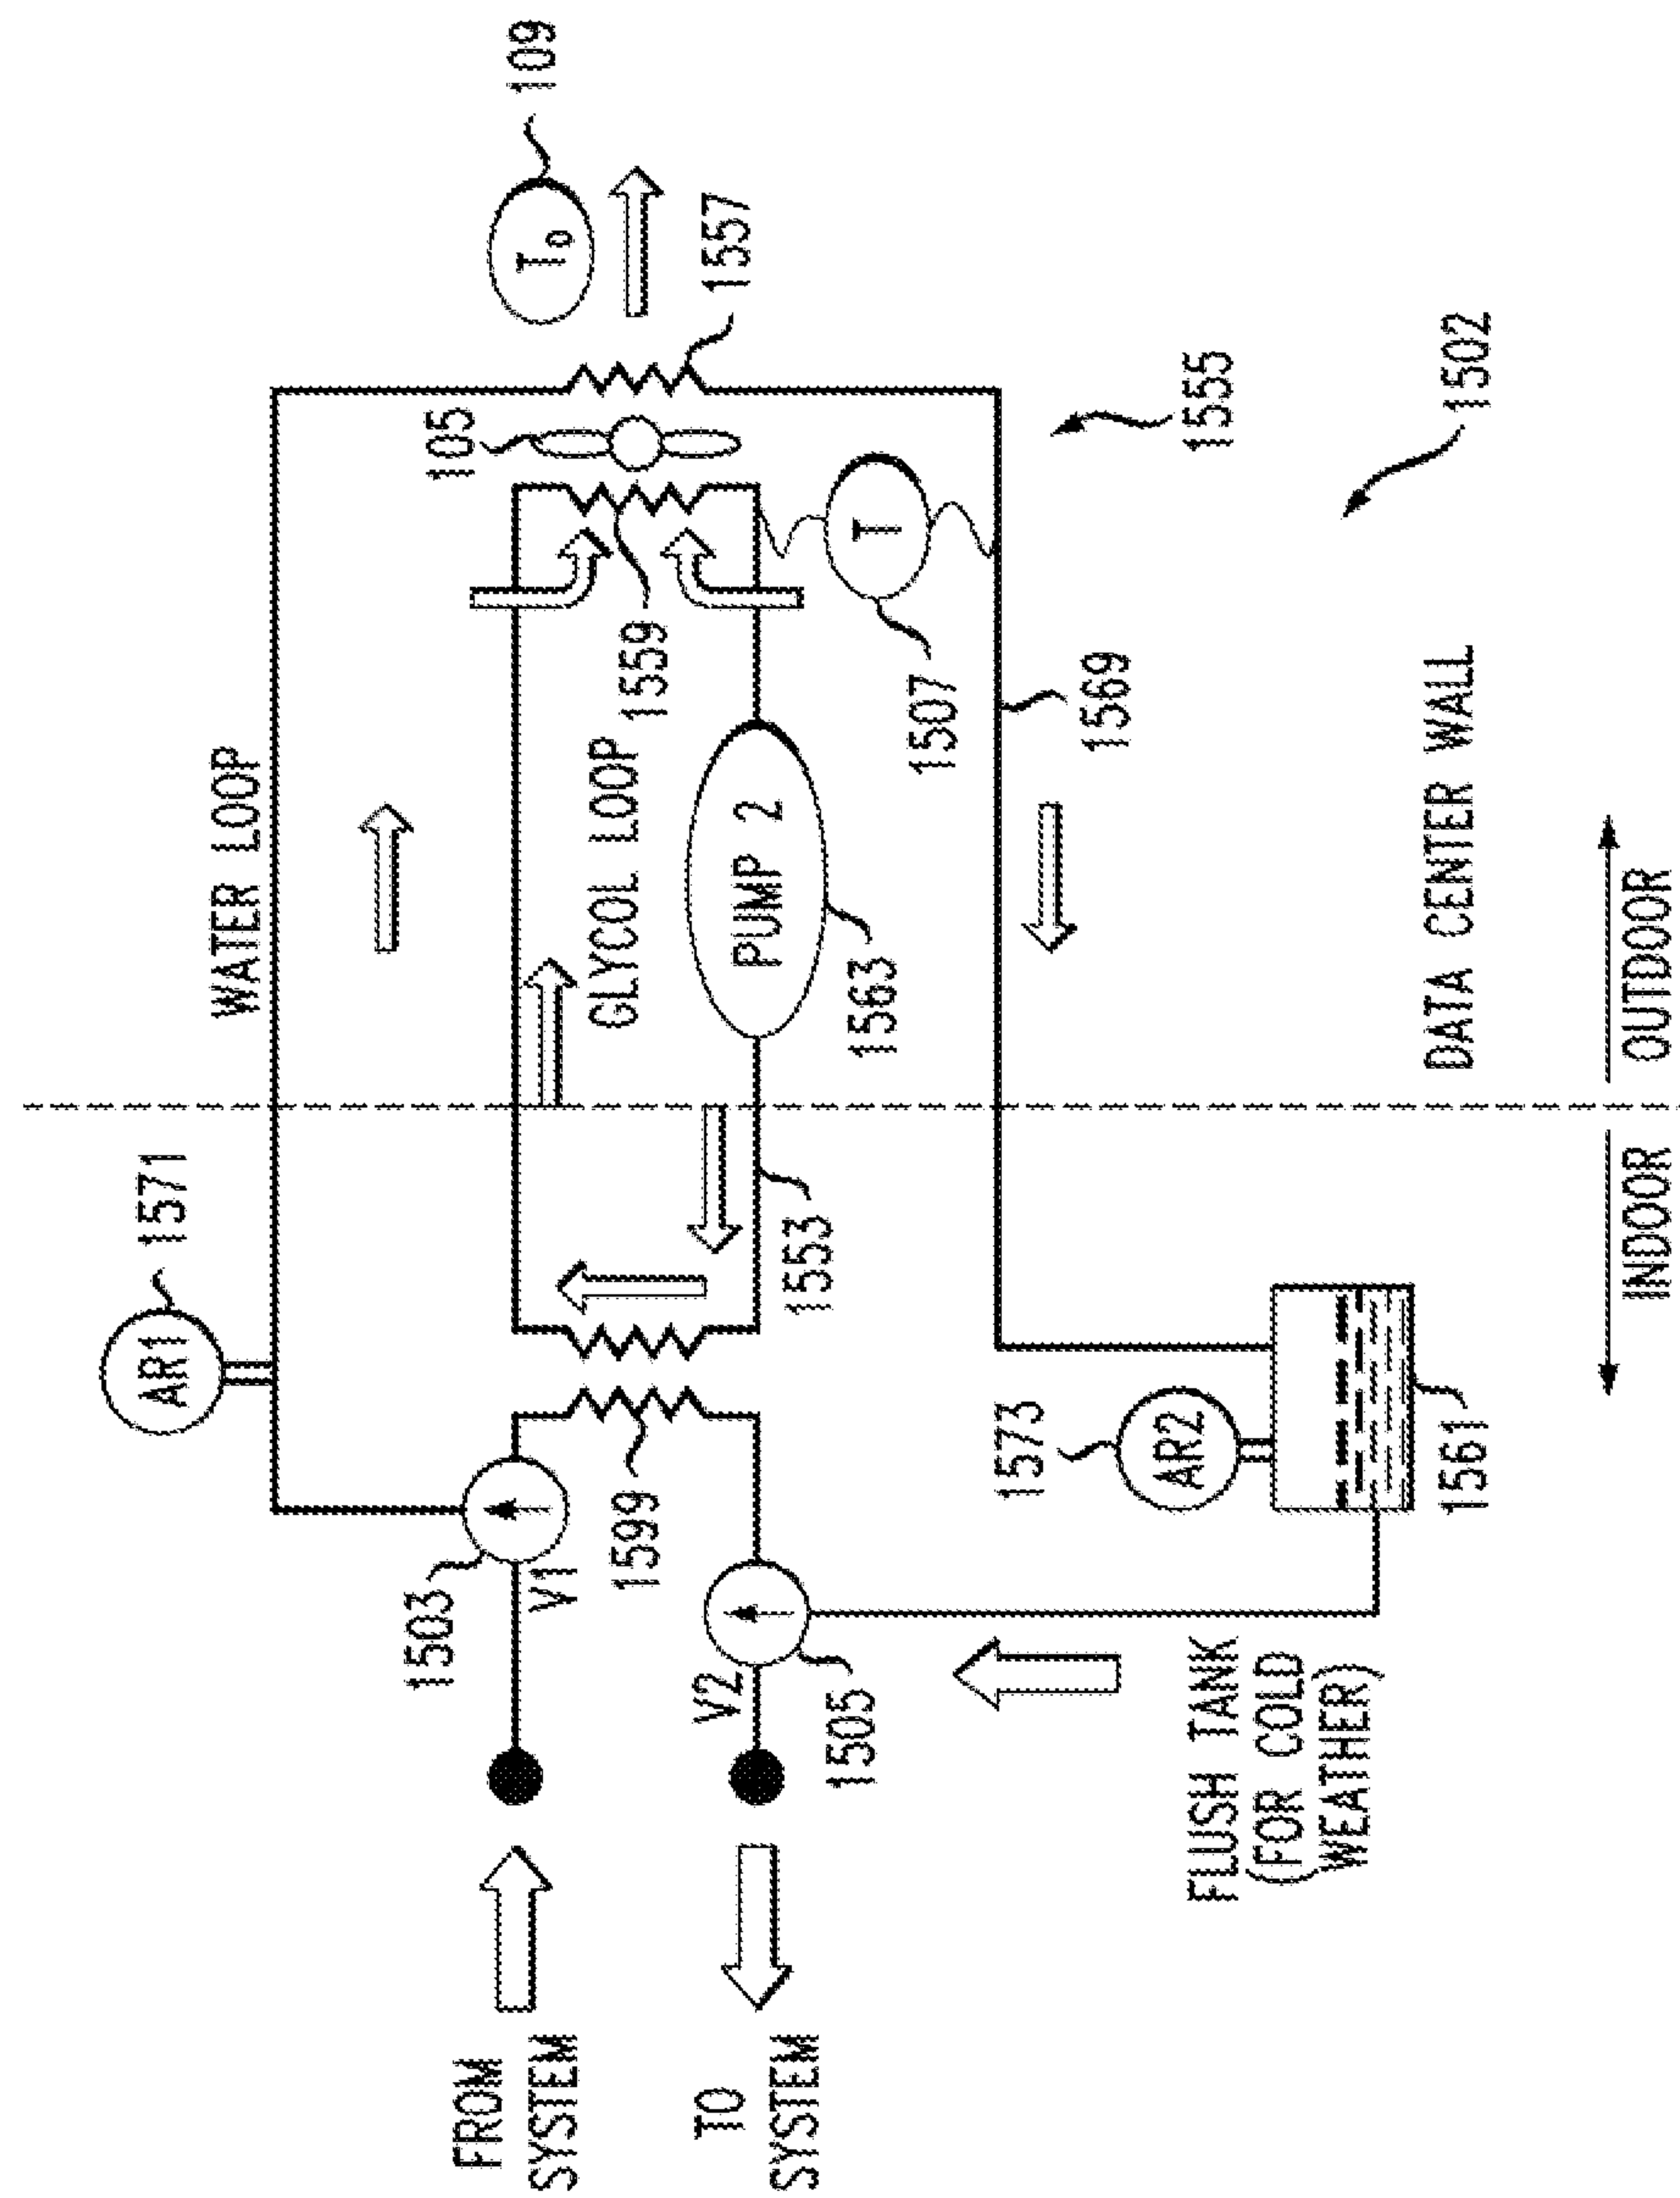 109
T0
1557
105
1555
1502
WATER LOOP
1559
T
1507
GLYCOL LOOP
1569
PUMP 2
1563
DATA CENTER WALL
OUTDOOR
INDOOR
AR1
1571
1553
1503
V1
1599
1573
AR2
1561
V2
1505
FLUSH TANK
(FOR COLD
WEATHER)
FROM
SYSTEM
TO
SYSTEM